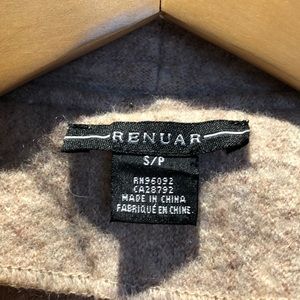 RENUAR
S/P
RN96092
CA28792
MADE IN CHINA
FABRIQUÉ EN CHINE